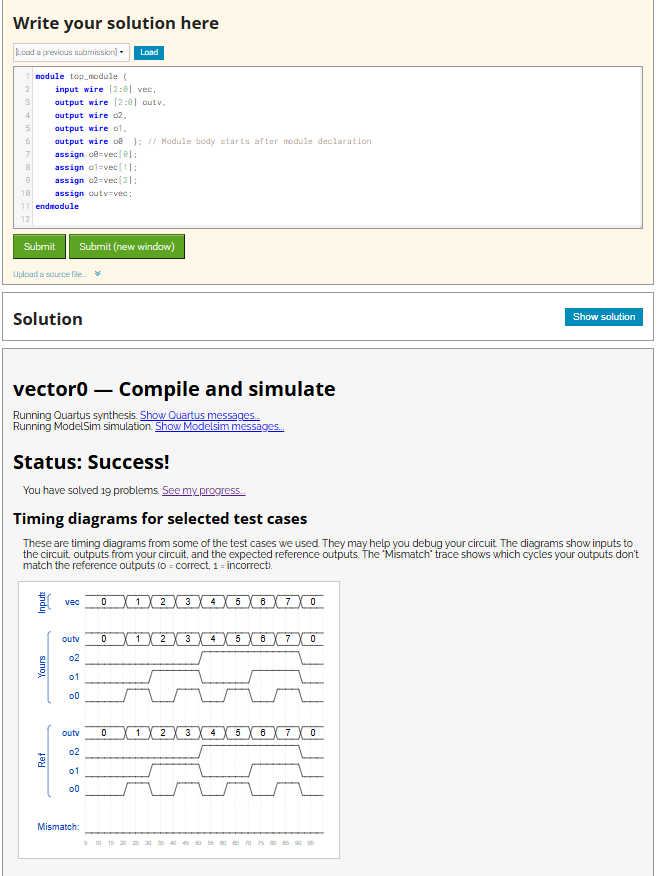 Write your solution here
[Load a previous submission]
Load
1 module top_module (
2 input wire [2:0] vec,
3 output wire [2:0] outv,
4 output wire o2,
5 output wire o1,
6 output wire o0 ); // Module body starts after module declaration
7 assign o0=vec[0];
8 assign o1=vec[1];
9 assign o2=vec[2];
10 assign outv=vec;
11 endmodule
12
Submit
Submit (new window)
Upload a source file...
Solution
Show solution
vector0 — Compile and simulate
Running Quartus synthesis. Show Quartus messages...
Running ModelSim simulation. Show Modelsim messages...
Status: Success!
You have solved 19 problems. See my progress...
Timing diagrams for selected test cases
These are timing diagrams from some of the test cases we used. They may help you debug your circuit. The diagrams show inputs to
the circuit, outputs from your circuit, and the expected reference outputs. The "Mismatch" trace shows which cycles your outputs don't
match the reference outputs (0 = correct, 1 = incorrect).
Inputs
vec 0 1 2 3 4 5 6 7 0
Yours
outv 0 1 2 3 4 5 6 7 0
o2
o1
o0
Ref
outv 0 1 2 3 4 5 6 7 0
o2
o1
o0
Mismatch:
5 10 15 20 25 30 35 40 45 50 55 60 65 70 75 80 85 90 95